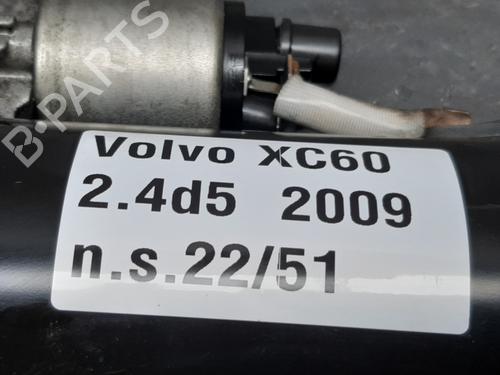 B-PARTS
Volvo XC60
2.4d5 2009
n.s.22/51